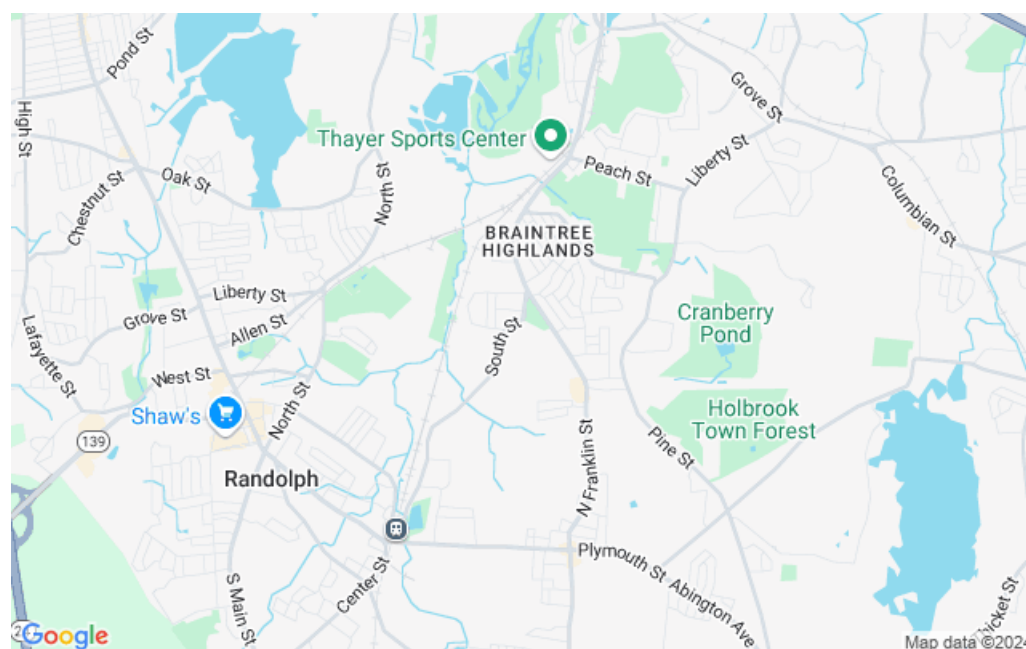 Pond St
High St
Grove St
Thayer Sports Center
Peach St
Liberty St
Oak St
Chestnut St
North St
Columbian St
BRAINTREE
HIGHLANDS
Liberty St
Grove St
Allen St
Lafayette St
South St
Cranberry
Pond
West St
Shaw's
North St
139
Holbrook
Town Forest
Randolph
N Franklin St
Pine St
Plymouth St
Abington Ave
Center St
S Main St
Google
Map data ©2024